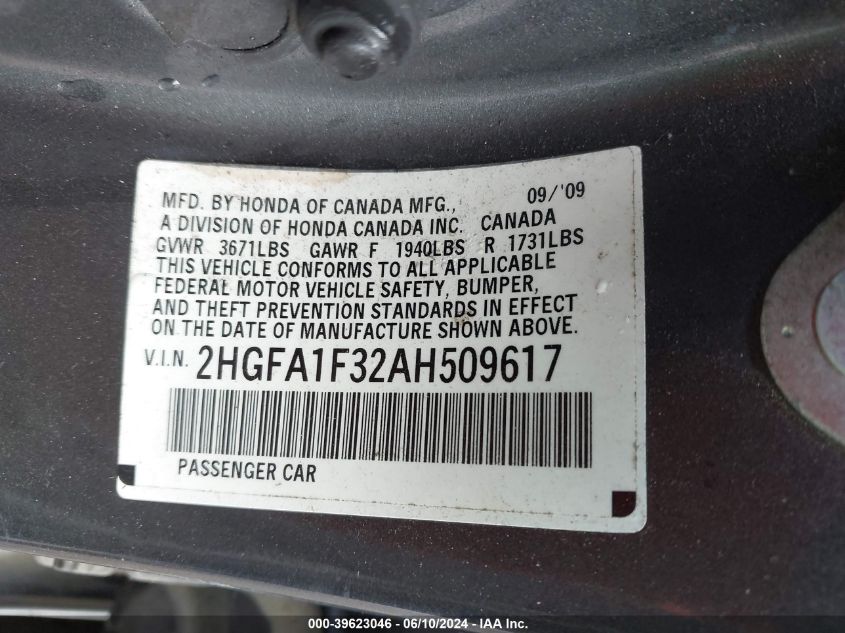 MFD. BY HONDA OF CANADA MFG., 09/'09
A DIVISION OF HONDA CANADA INC. CANADA
GVWR 3671LBS GAWR F 1940LBS R 1731LBS
THIS VEHICLE CONFORMS TO ALL APPLICABLE
FEDERAL MOTOR VEHICLE SAFETY, BUMPER,
AND THEFT PREVENTION STANDARDS IN EFFECT
ON THE DATE OF MANUFACTURE SHOWN ABOVE.
V.I.N. 2HGFA1F32AH509617
PASSENGER CAR
000-39623046 - 06/10/2024 - IAA Inc.